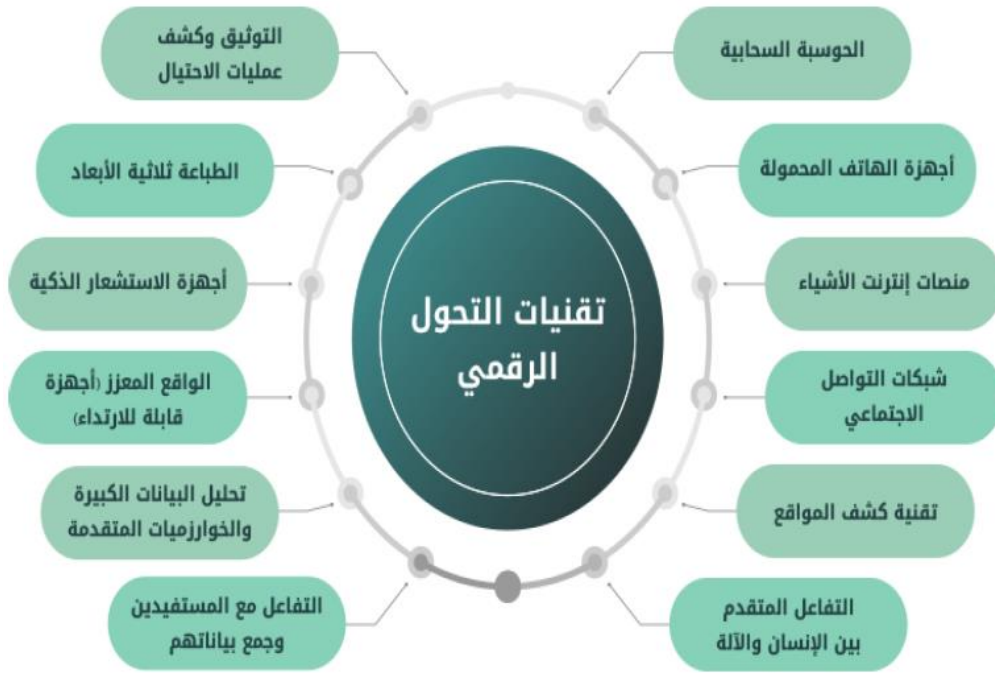 تقنيات التحول
الرقمي
الحوسبة السحابية
أجهزة الهاتف المحمولة
منصات إنترنت الأشياء
شبكات التواصل
الاجتماعي
تقنية كشف المواقع
التفاعل المتقدم
بين الإنسان والآلة
التوثيق وكشف
عمليات الاحتيال
الطباعة ثلاثية الأبعاد
أجهزة الاستشعار الذكية
الواقع المعزز (أجهزة
قابلة للارتداء)
تحليل البيانات الكبيرة
والخوارزميات المتقدمة
التفاعل مع المستفيدين
وجمع بياناتهم